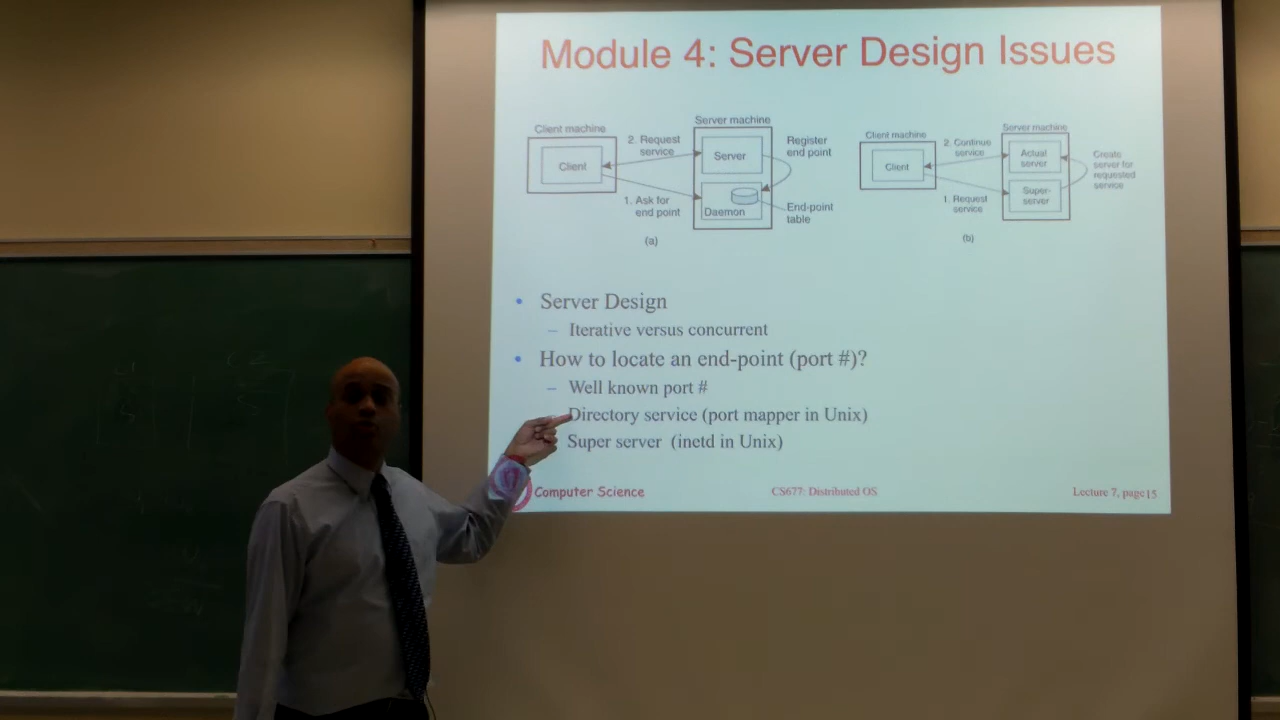 Module 4: Server Design Issues
Client machine
Client
2. Request
service
1. Ask for
end point
Server machine
Server
Daemon
Register
end point
End-point
table
(a)
Client machine
Client
2. Continue
service
1. Request
service
Server machine
Actual
server
Super-
server
Create
server for
requested
service
(b)
• Server Design
– Iterative versus concurrent
• How to locate an end-point (port #)?
– Well known port #
Directory service (port mapper in Unix)
Super server (inetd in Unix)
Computer Science
CS677: Distributed OS
Lecture 7, page 15